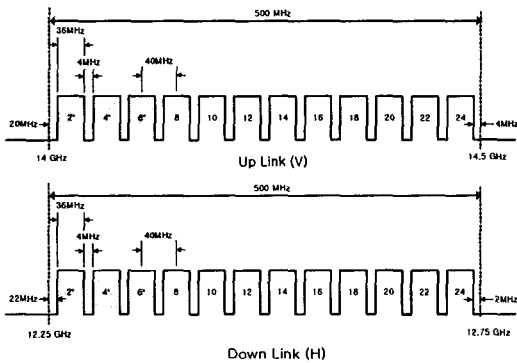 500 MHz
36MHz
4MHz
40MHz
20MHz
2* 4* 6* 8 10 12 14 16 18 20 22 24
4MHz
14 GHz
14.5 GHz
Up Link (V)
500 MHz
36MHz
4MHz
40MHz
22MHz
2* 4* 6* 8 10 12 14 16 18 20 22 24
2MHz
12.25 GHz
12.75 GHz
Down Link (H)